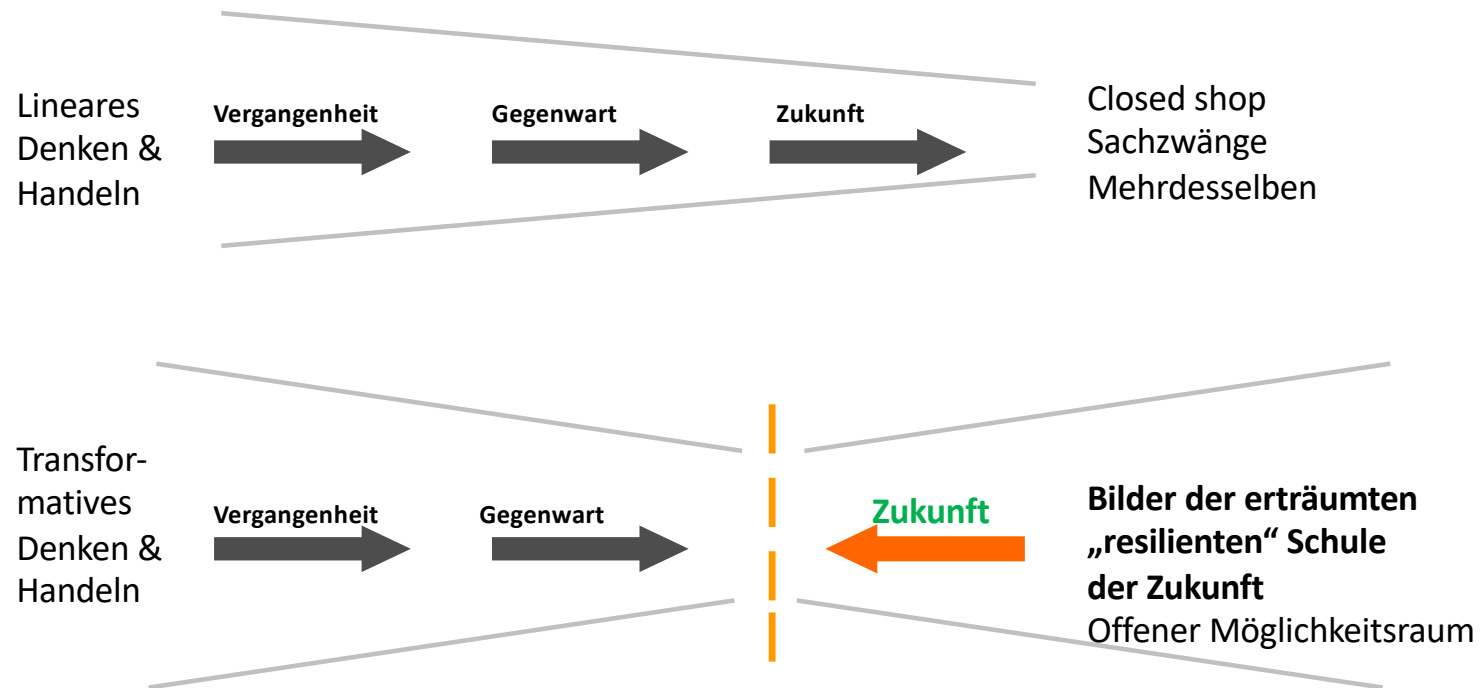 Lineares
Denken &
Handeln
Vergangenheit
Gegenwart
Zukunft
Closed shop
Sachzwänge
Mehrdesselben
Transfor-
matives
Denken &
Handeln
Vergangenheit
Gegenwart
Zukunft
Bilder der erträumten
„resilienten“ Schule
der Zukunft
Offener Möglichkeitsraum